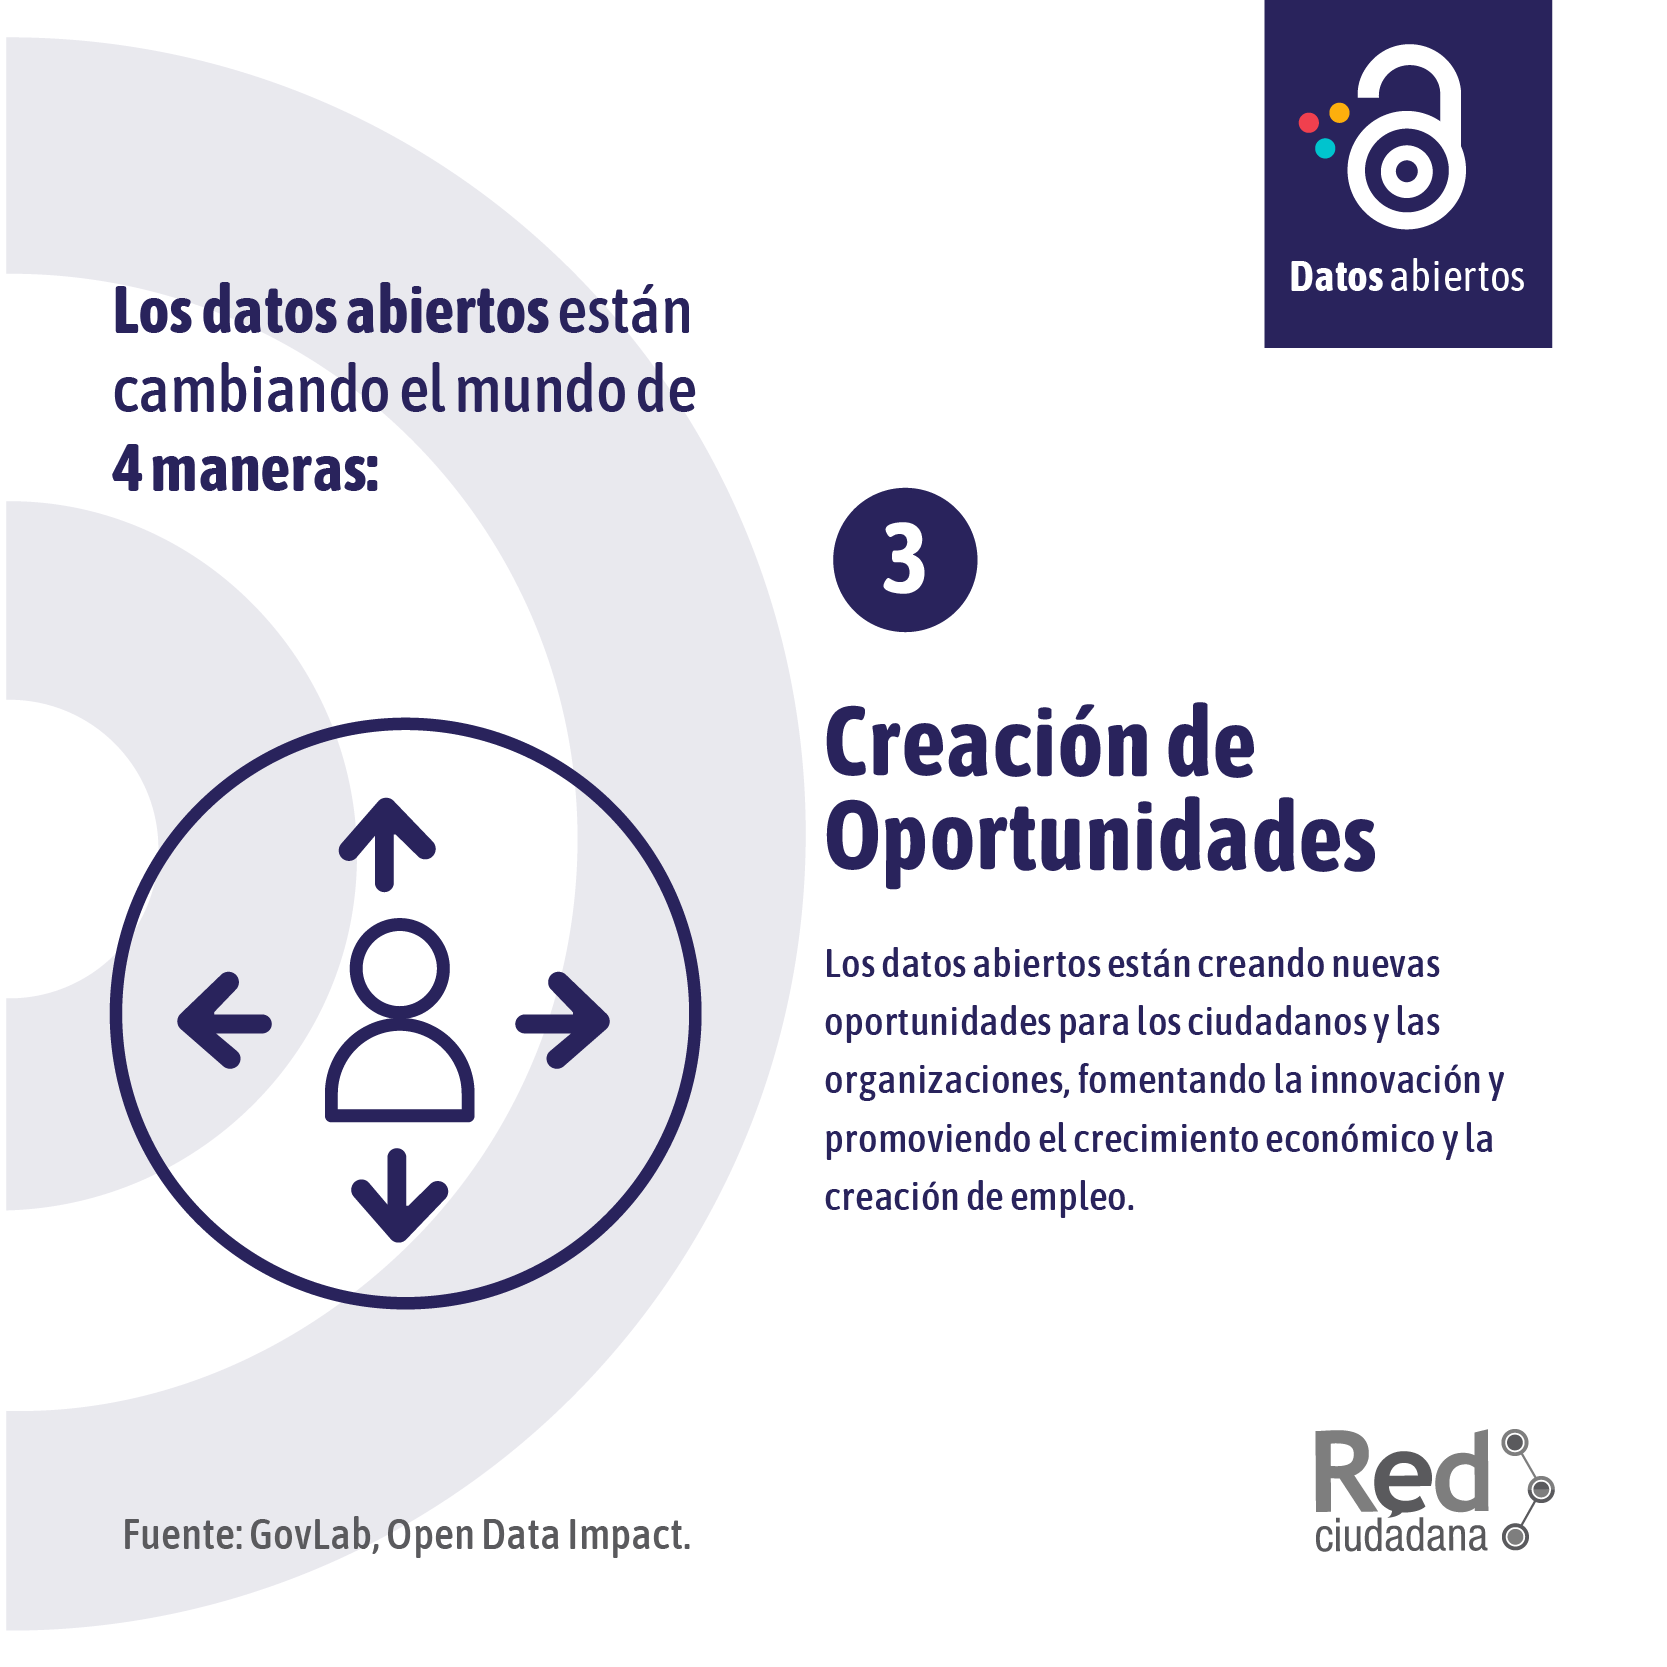 Datos abiertos
Los datos abiertos están
cambiando el mundo de
4 maneras:
3
Creación de
Oportunidades
Los datos abiertos están creando nuevas
oportunidades para los ciudadanos y las
organizaciones, fomentando la innovación y
promoviendo el crecimiento económico y la
creación de empleo.
Fuente: GovLab, Open Data Impact.
Red
ciudadana